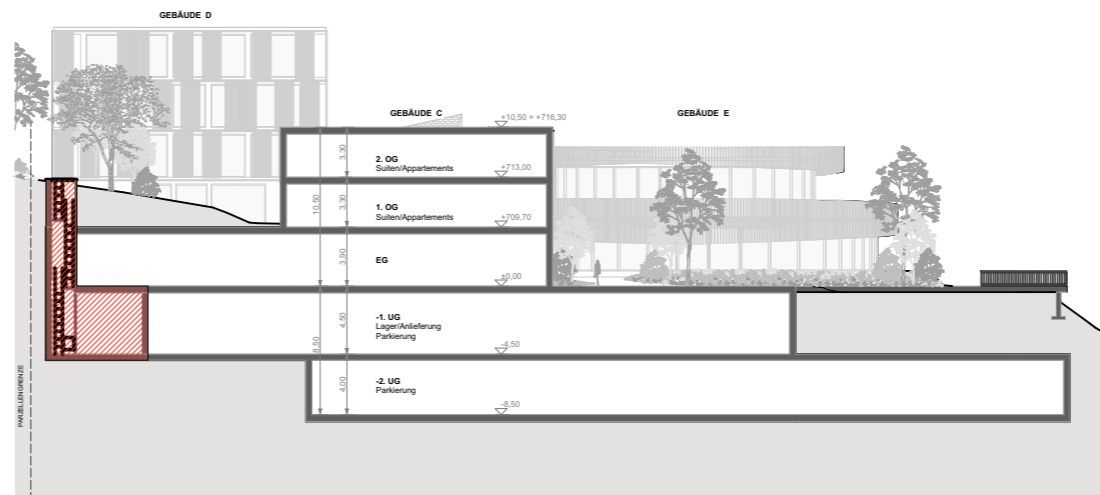 GEBÄUDE D
GEBÄUDE C
GEBÄUDE E
+10,50 = +716,30
2. OG
Suiten/Appartements
3,30
+713,00
1. OG
Suiten/Appartements
10,50
3,30
+709,70
EG
3,90
±0,00
-1. UG
Lager/Anlieferung
Parkierung
4,50
8,50
-4,50
-2. UG
Parkierung
4,00
-8,50
PARZELLENGRENZE